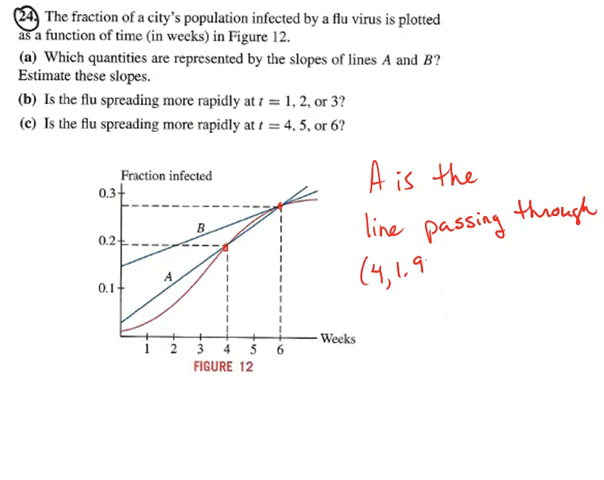 24. The fraction of a city's population infected by a flu virus is plotted
as a function of time (in weeks) in Figure 12.
(a) Which quantities are represented by the slopes of lines A and B?
Estimate these slopes.
(b) Is the flu spreading more rapidly at t = 1, 2, or 3?
(c) Is the flu spreading more rapidly at t = 4, 5, or 6?
Fraction infected
0.3
0.2
0.1
B
A
1 2 3 4 5 6
Weeks
FIGURE 12
A is the
line passing through
(4, 1.9